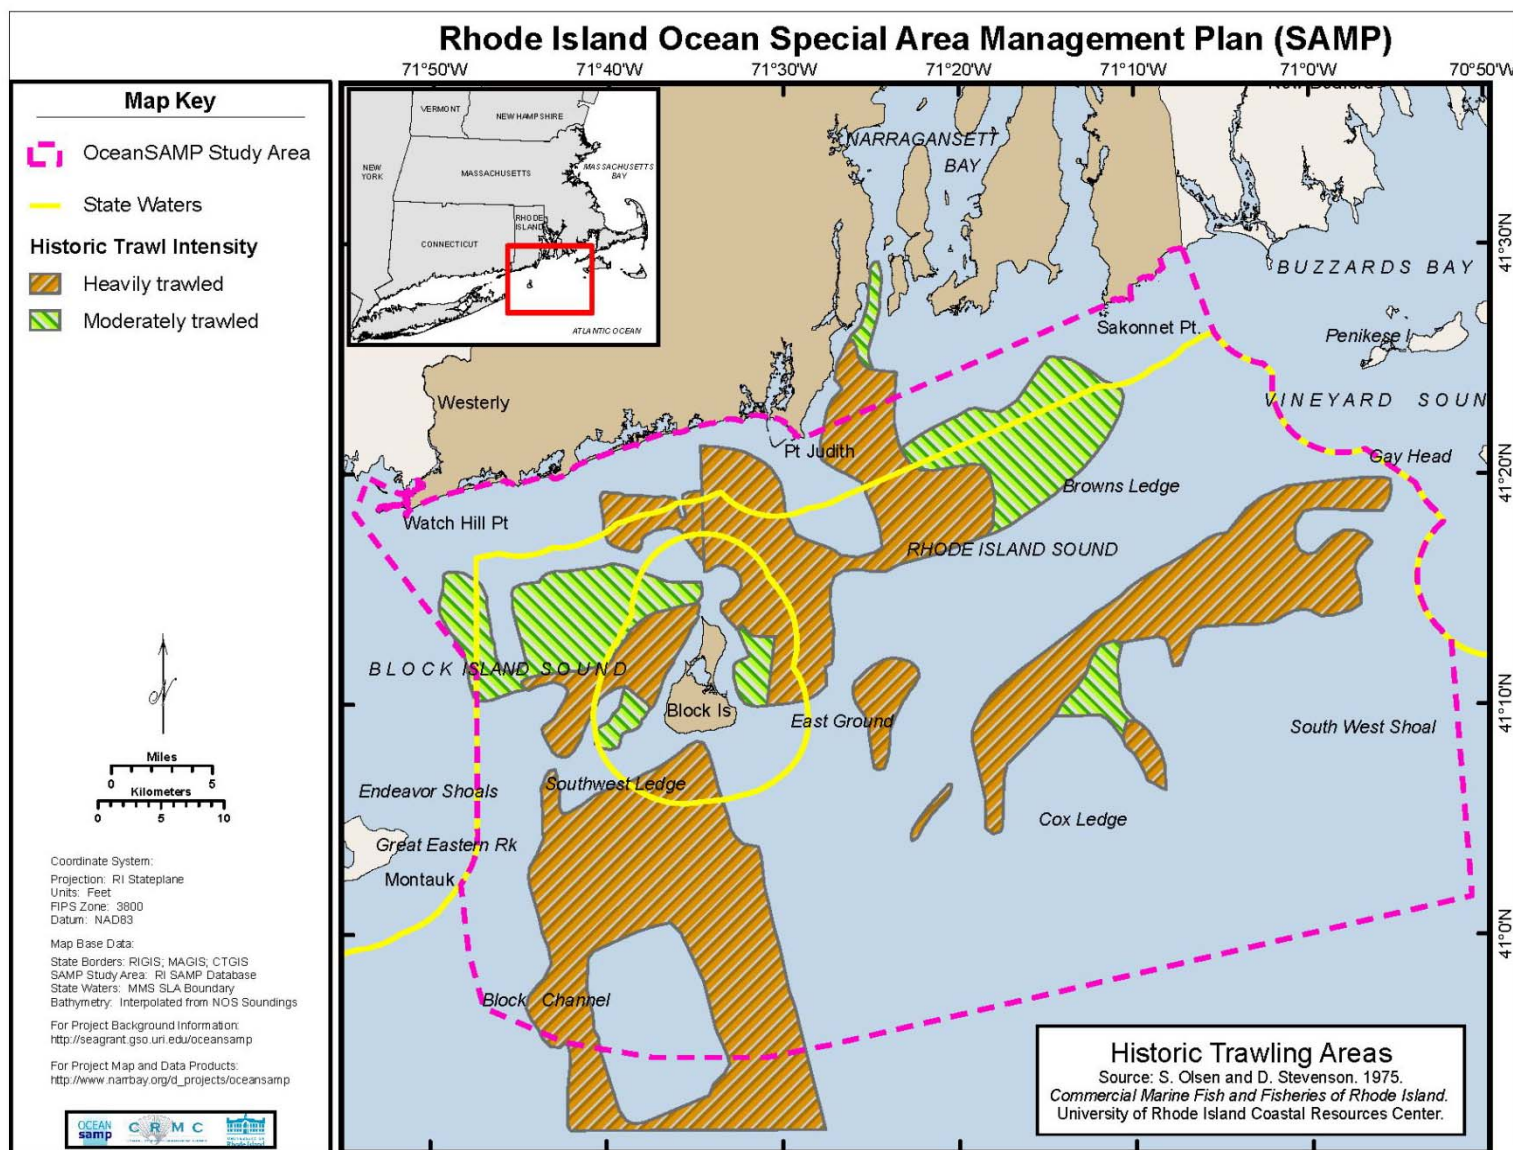 Rhode Island Ocean Special Area Management Plan (SAMP)
71°50'W 71°40'W 71°30'W 71°20'W 71°10'W 71°0'W 70°50'W
Map Key
OceanSAMP Study Area
State Waters
Historic Trawl Intensity
Heavily trawled
Moderately trawled
N
Miles
0 5
Kilometers
0 5 10
Coordinate System:
Projection: RI Stateplane
Units: Feet
FIPS Zone: 3800
Datum: NAD83
Map Base Data:
State Borders: RIGIS; MAGIS; CTGIS
SAMP Study Area: RI SAMP Database
State Waters: MMS SLA Boundary
Bathymetry: Interpolated from NOS Soundings
For Project Background Information:
http://seagrant.gso.uri.edu/oceansamp
For Project Map and Data Products:
http://www.narrbay.org/d_projects/oceansamp
OCEAN
samp
CRMC
VERMONT
NEW HAMPSHIRE
NEW
YORK
MASSACHUSETTS
MASSACHUSETTS
BAY
CONNECTICUT
RHODE
ISLAND
ATLANTIC OCEAN
New Bedford
NARRAGANSETT
BAY
BUZZARDS BAY
Sakonnet Pt.
Penikese I
Westerly
VINEYARD SOUN
Pt Judith
Gay Head
Browns Ledge
Watch Hill Pt
RHODE ISLAND SOUND
BLOCK ISLAND SOUND
Block Is
East Ground
South West Shoal
Southwest Ledge
Endeavor Shoals
Cox Ledge
Great Eastern Rk
Montauk
Block Channel
41°30'N
41°20'N
41°10'N
41°0'N
Historic Trawling Areas
Source: S. Olsen and D. Stevenson. 1975.
Commercial Marine Fish and Fisheries of Rhode Island.
University of Rhode Island Coastal Resources Center.